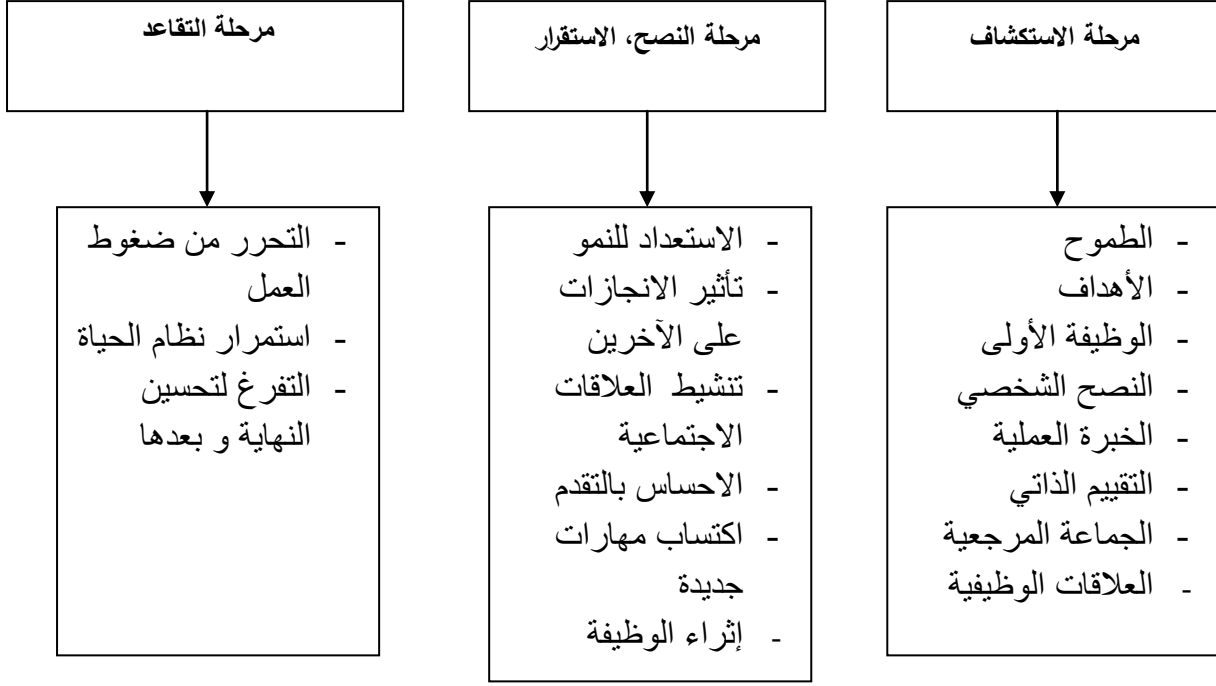 مرحلة الاستكشاف
- الطموح
- الأهداف
- الوظيفة الأولى
- النصح الشخصي
- الخبرة العملية
- التقييم الذاتي
- الجماعة المرجعية
- العلاقات الوظيفية
مرحلة النصح، الاستقرار
- الاستعداد للنمو
- تأثير الانجازات
على الآخرين
- تنشيط العلاقات
الاجتماعية
- الاحساس بالتقدم
- اكتساب مهارات
جديدة
- إثراء الوظيفة
مرحلة التقاعد
- التحرر من ضغوط
العمل
- استمرار نظام الحياة
- التفرغ لتحسين
النهاية و بعدها